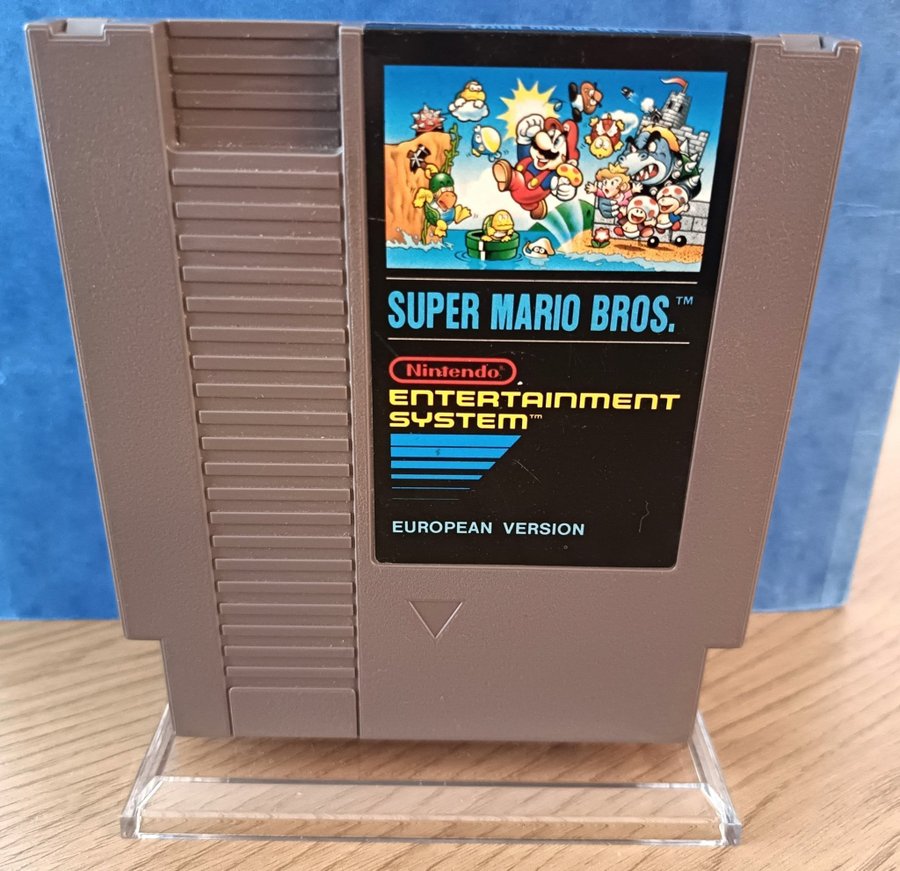 SUPER MARIO BROS.™
Nintendo®
ENTERTAINMENT
SYSTEM™
EUROPEAN VERSION